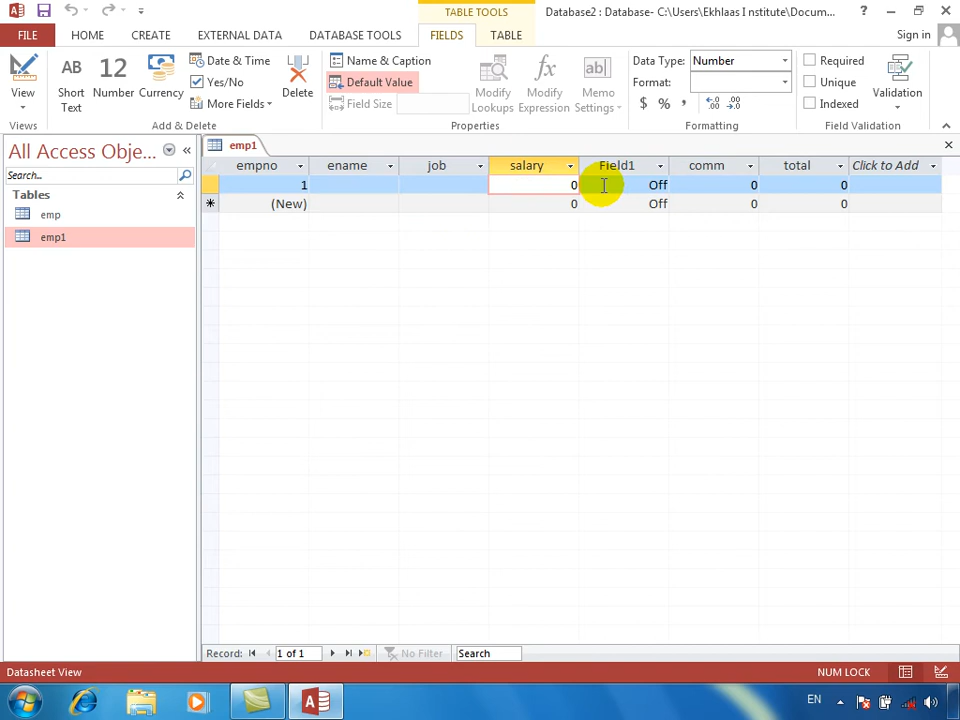 TABLE TOOLS
Database2 : Database- C:\Users\Ekhlaas I nstitute\Docum...
FILE HOME CREATE EXTERNAL DATA DATABASE TOOLS FIELDS TABLE Sign in
View
Views
AB Short Text
12 Number
Currency
Date & Time
Yes/No
More Fields
Delete
Add & Delete
Name & Caption
Default Value
Field Size
Modify Lookups
fx Modify Expression
ab Memo Settings
Properties
Data Type: Number
Format:
$ % , .00 .00
Formatting
Required
Unique
Indexed
Validation
Field Validation
All Access Obje...
Search...
Tables
emp
emp1
emp1
empno ename job salary Field1 comm total Click to Add
1 0 Off 0 0
(New) 0 Off 0 0
Record: 1 of 1 No Filter Search
Datasheet View NUM LOCK
EN